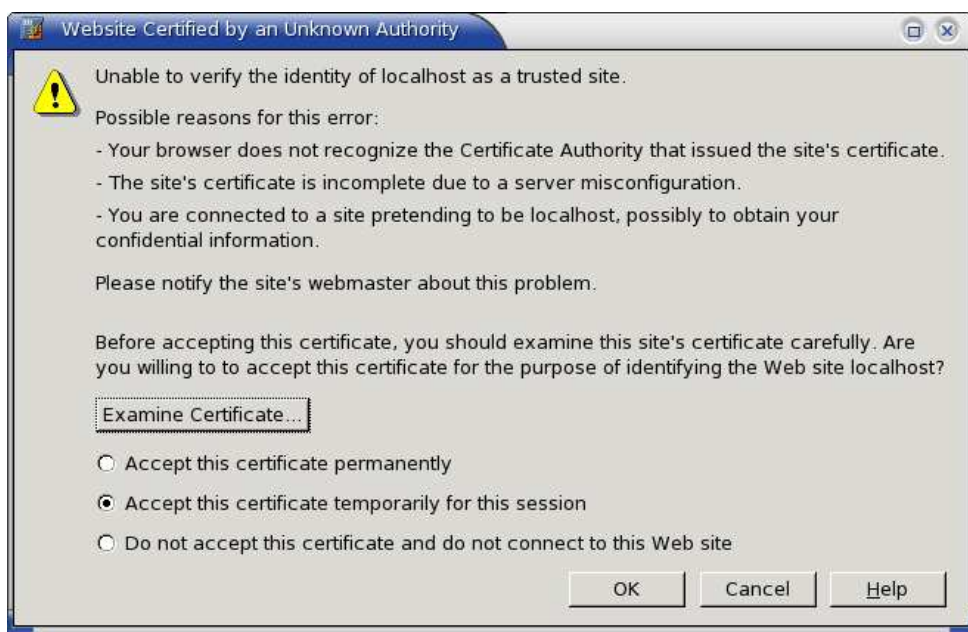 Website Certified by an Unknown Authority
Unable to verify the identity of localhost as a trusted site.
Possible reasons for this error:
- Your browser does not recognize the Certificate Authority that issued the site's certificate.
- The site's certificate is incomplete due to a server misconfiguration.
- You are connected to a site pretending to be localhost, possibly to obtain your
confidential information.
Please notify the site's webmaster about this problem.
Before accepting this certificate, you should examine this site's certificate carefully. Are
you willing to to accept this certificate for the purpose of identifying the Web site localhost?
Examine Certificate...
Accept this certificate permanently
Accept this certificate temporarily for this session
Do not accept this certificate and do not connect to this Web site
OK Cancel Help